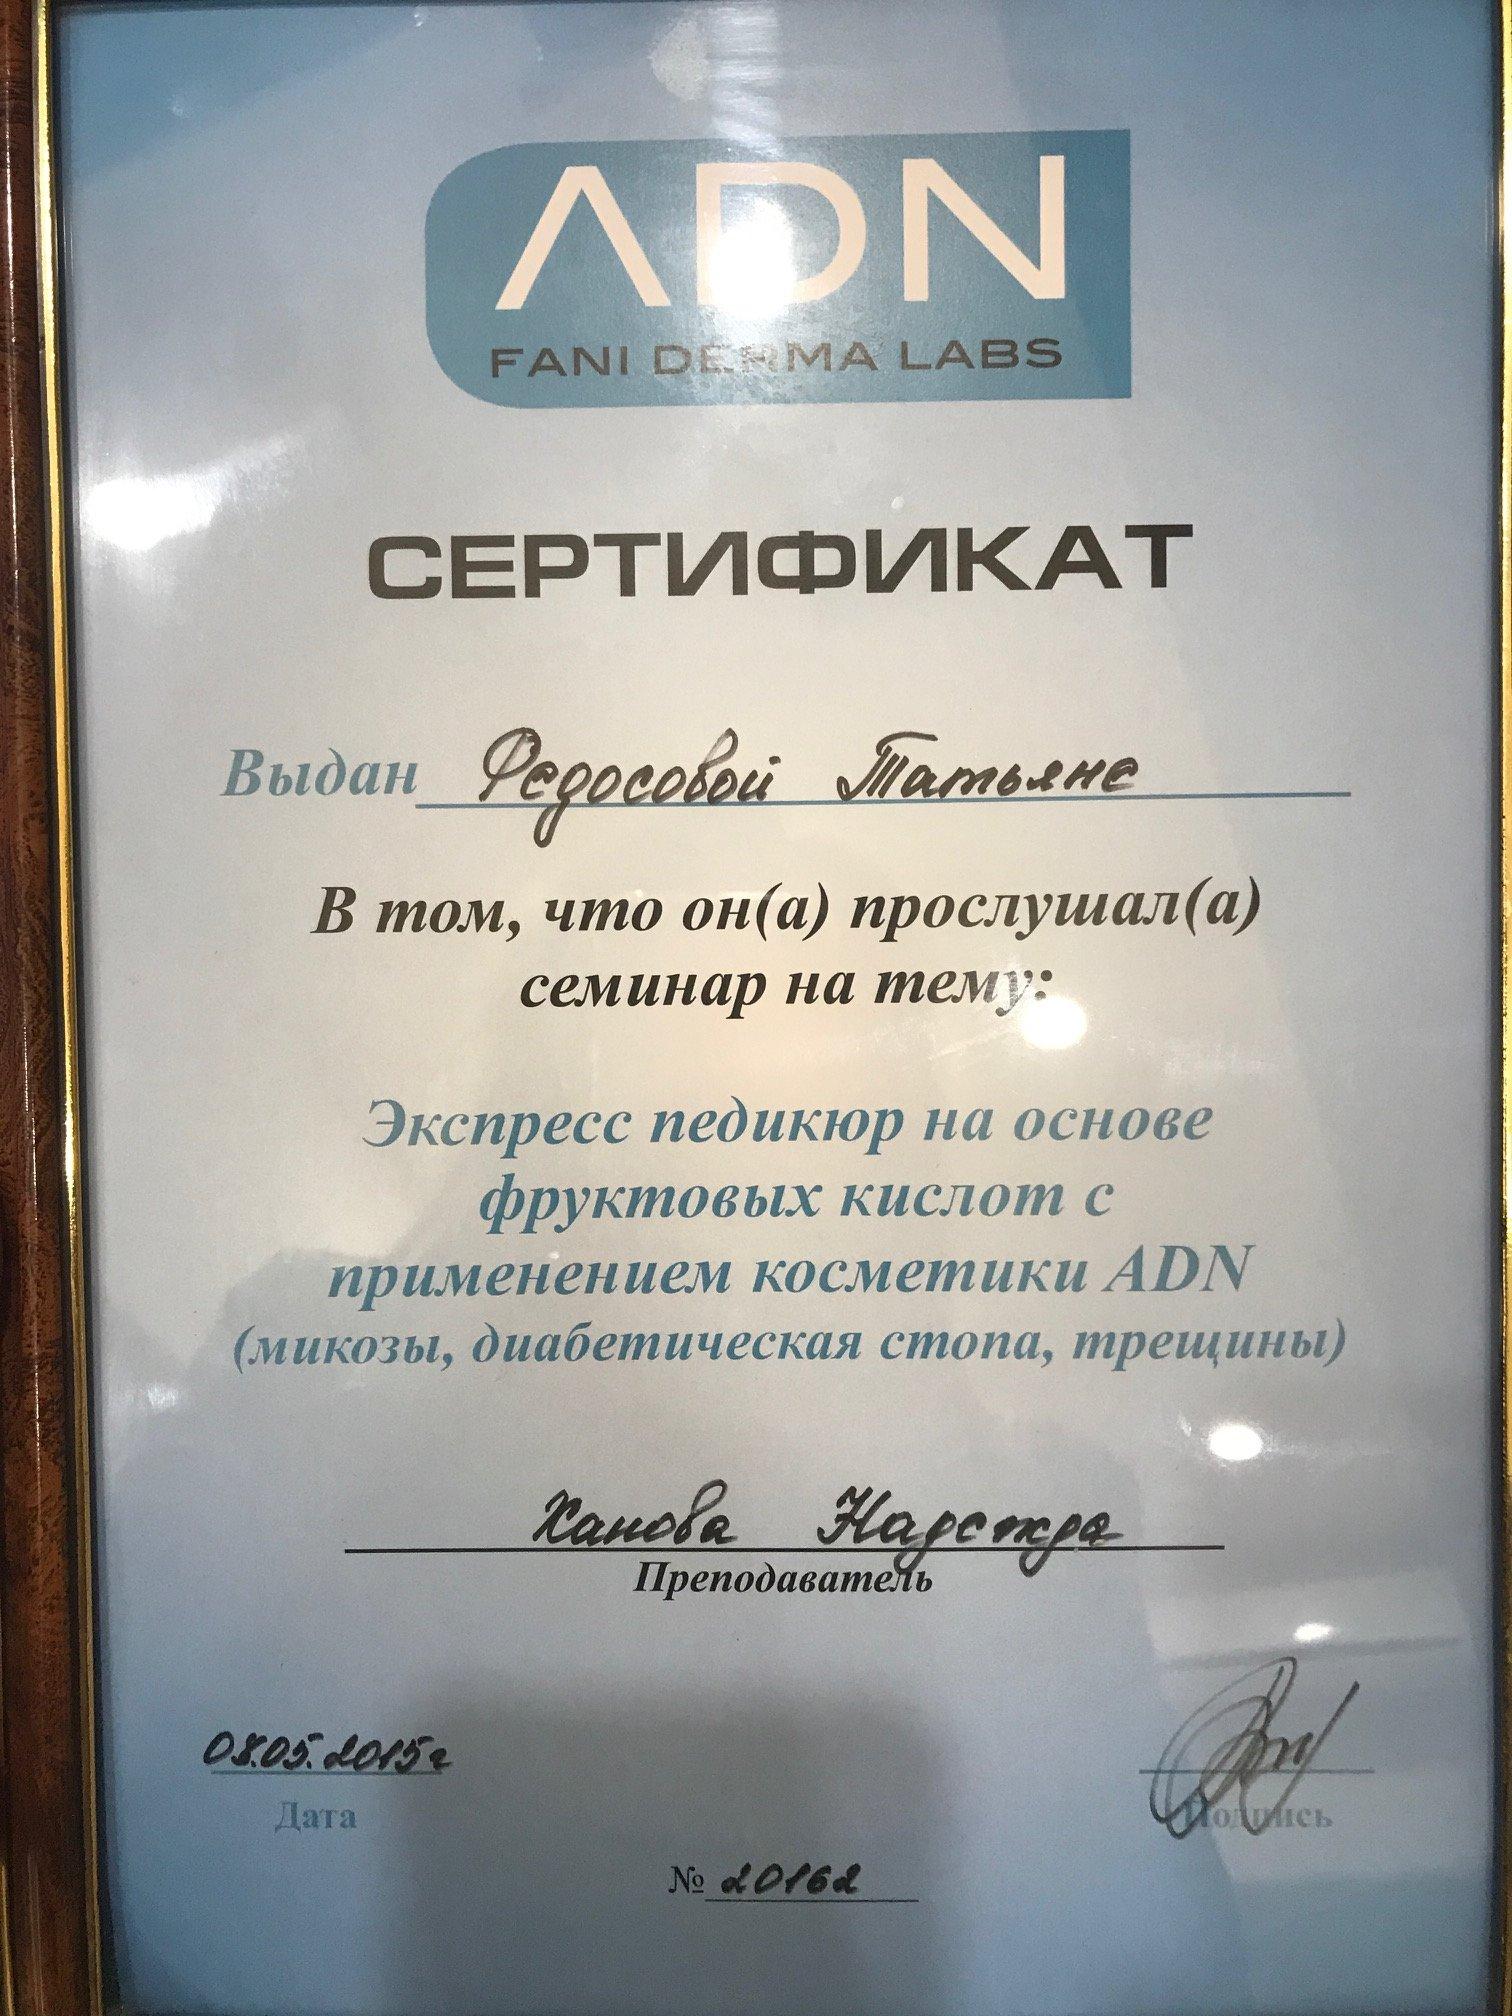 ADN
FANI DERMA LABS
СЕРТИФИКАТ
Выдан Федосовой Татьяне
В том, что он(а) прослушал(а)
семинар на тему:
Экспресс педикюр на основе
фруктовых кислот с
применением косметики ADN
(микозы, диабетическая стопа, трещины)
Ханова Надежда
Преподаватель
08.05.2015г
Дата
Подпись
№ 20162